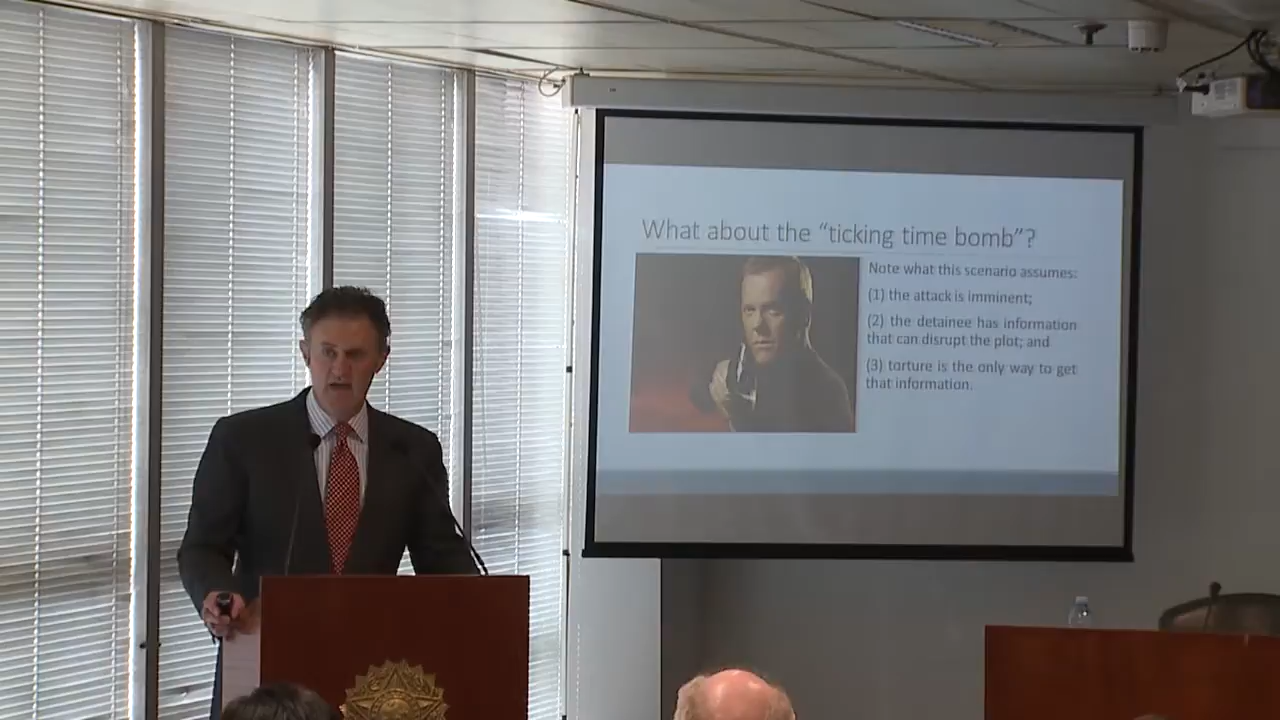 What about the “ticking time bomb”?
Note what this scenario assumes:
(1) the attack is imminent;
(2) the detainee has information
that can disrupt the plot; and
(3) torture is the only way to get
that information.